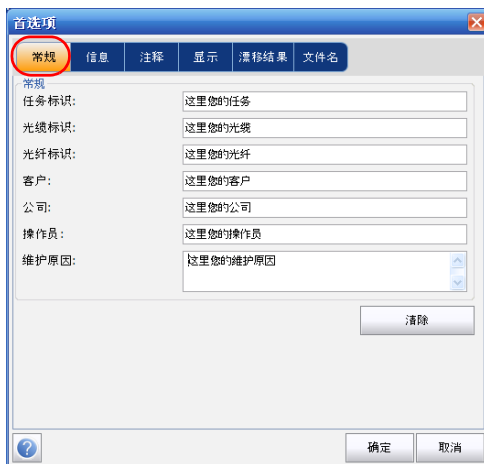 首选项
常规 信息 注释 显示 漂移结果 文件名
常规
任务标识: 这里您的任务
光缆标识: 这里您的光缆
光纤标识: 这里您的光纤
客户: 这里您的客户
公司: 这里您的公司
操作员: 这里您的操作员
维护原因: 这里您的维护原因
清除
? 确定 取消